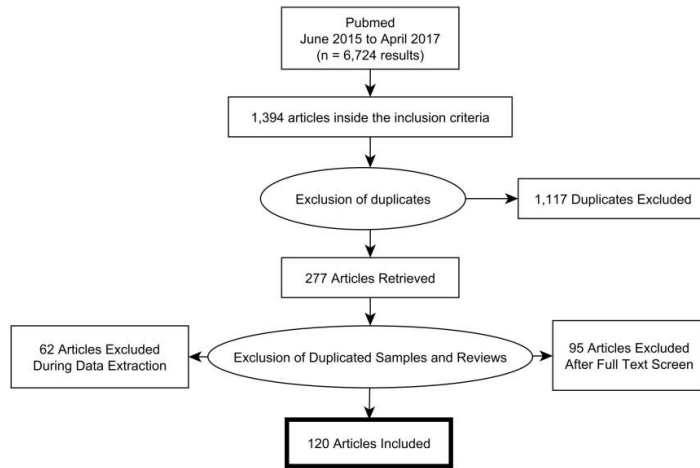 Pubmed
June 2015 to April 2017
(n = 6,724 results)
1,394 articles inside the inclusion criteria
Exclusion of duplicates
1,117 Duplicates Excluded
277 Articles Retrieved
62 Articles Excluded
During Data Extraction
Exclusion of Duplicated Samples and Reviews
95 Articles Excluded
After Full Text Screen
120 Articles Included